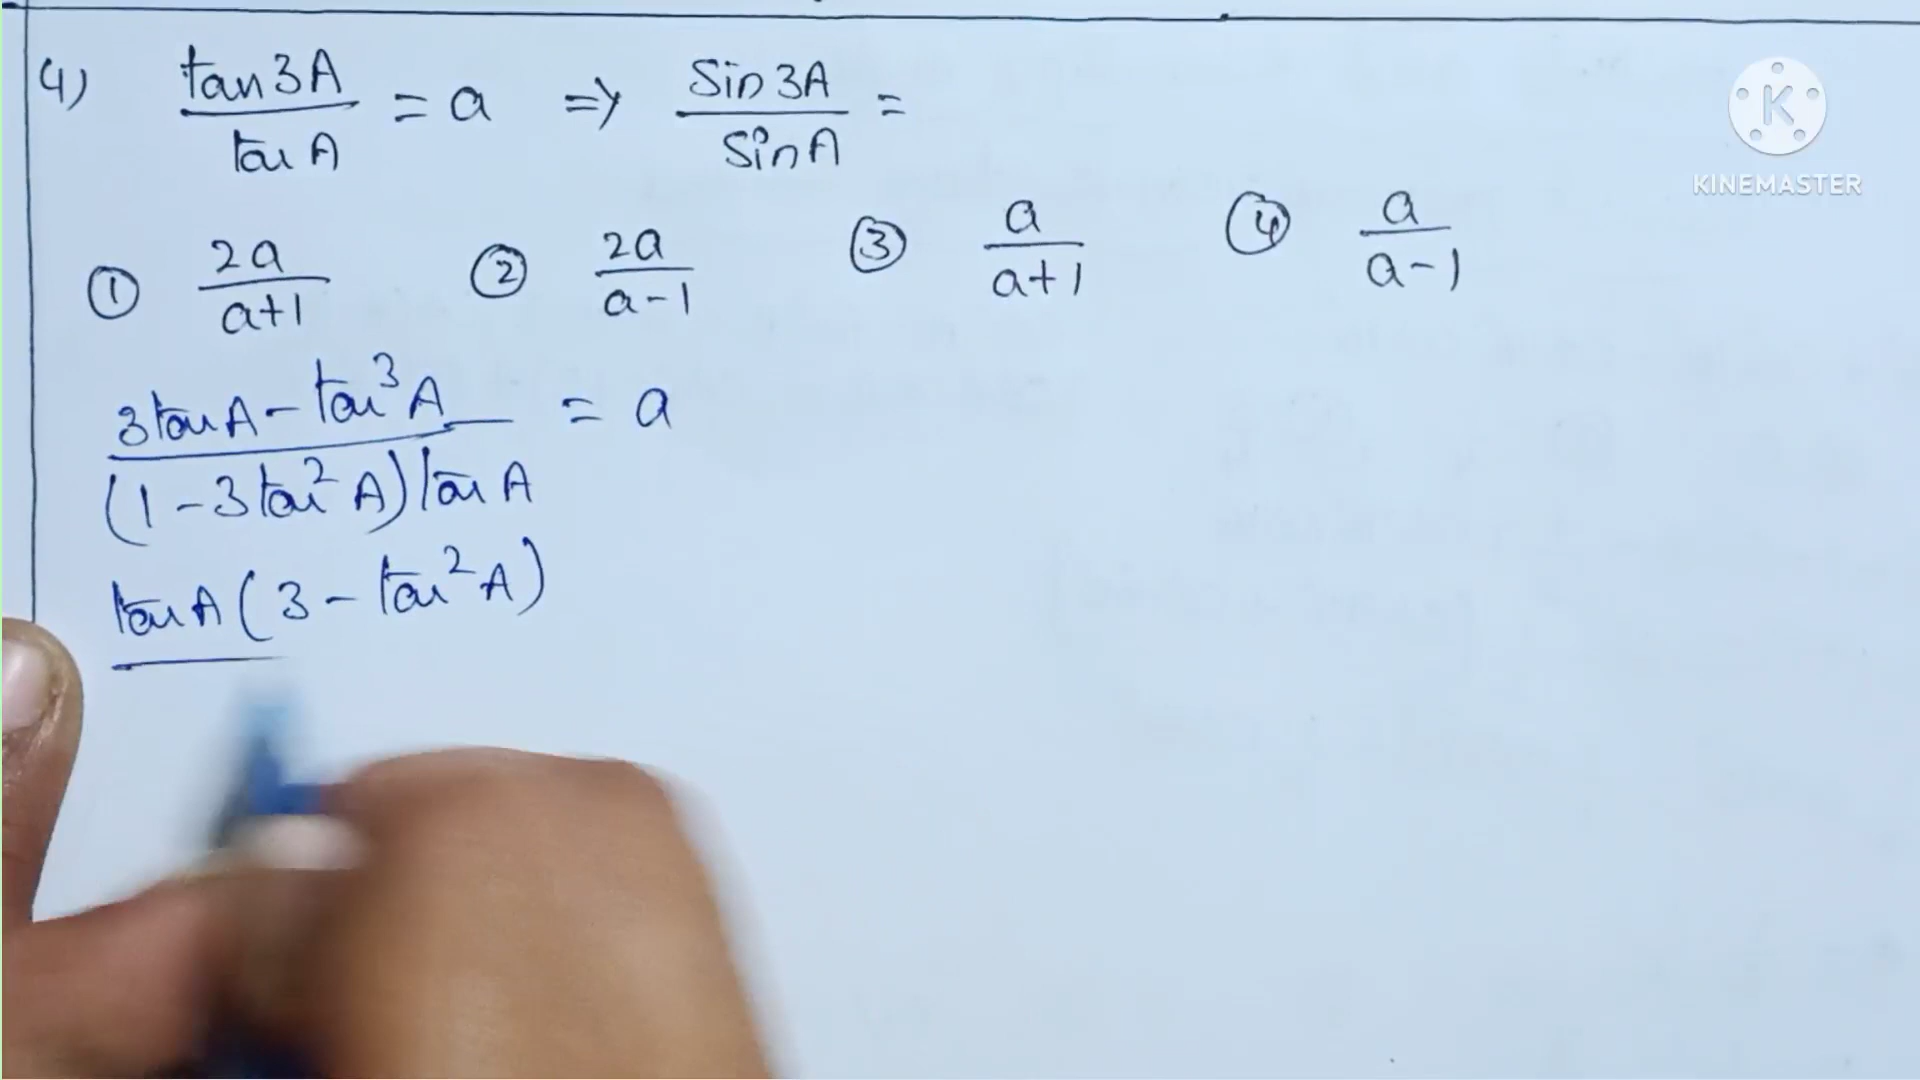 4) tan3A / tanA = a => Sin3A / SinA =
① 2a / a+1 ② 2a / a-1 ③ a / a+1 ④ a / a-1
K
KINEMASTER
3tanA - tan³A / (1-3tan²A)tanA = a
tanA(3 - tan²A)